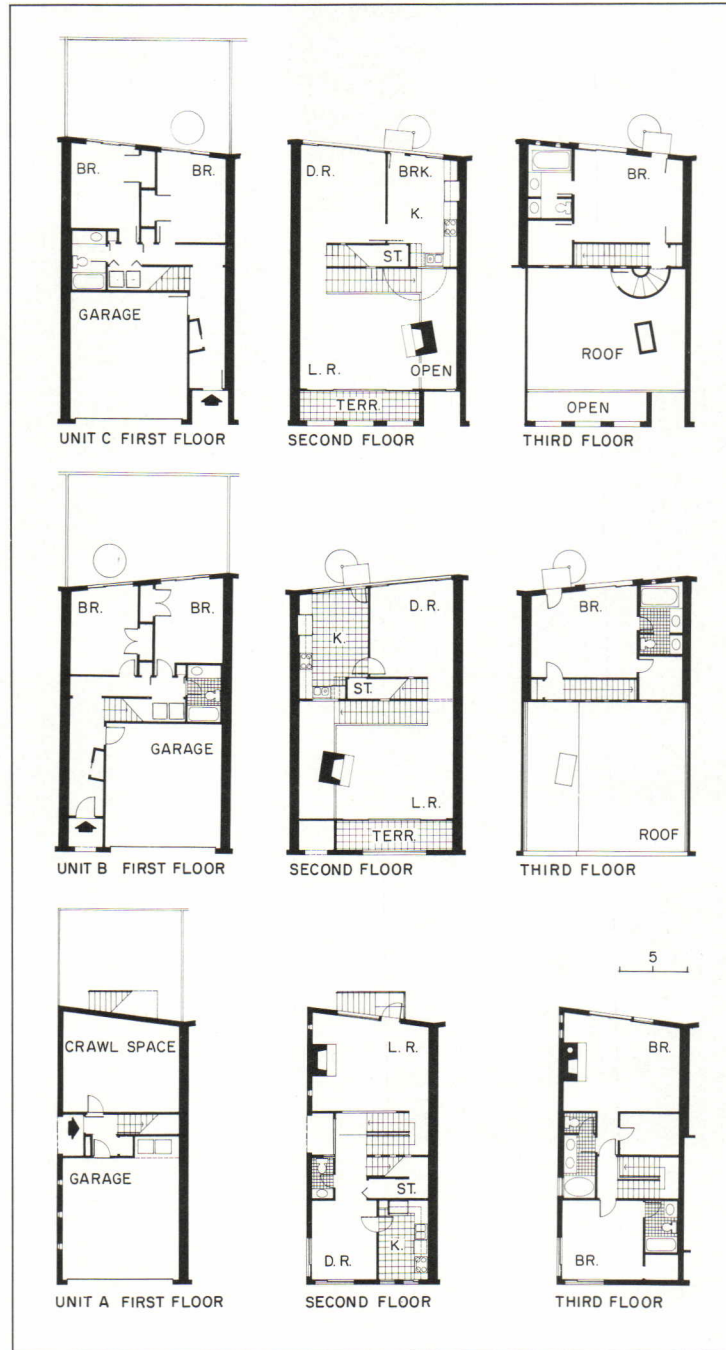 BR.
BR.
GARAGE
UNIT C FIRST FLOOR
D.R.
BRK.
K.
ST.
L.R.
OPEN
TERR.
SECOND FLOOR
BR.
ROOF
OPEN
THIRD FLOOR
BR.
BR.
GARAGE
UNIT B FIRST FLOOR
K.
D.R.
ST.
L.R.
TERR.
SECOND FLOOR
BR.
ROOF
THIRD FLOOR
5
CRAWL SPACE
GARAGE
UNIT A FIRST FLOOR
L.R.
ST.
K.
D.R.
SECOND FLOOR
BR.
BR.
THIRD FLOOR